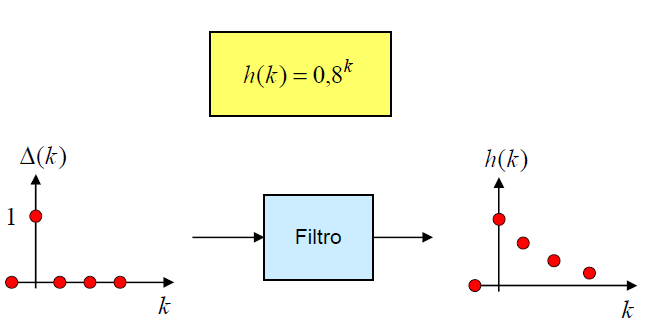 h(k) = 0,8^k
Δ(k)
1
k
Filtro
h(k)
k